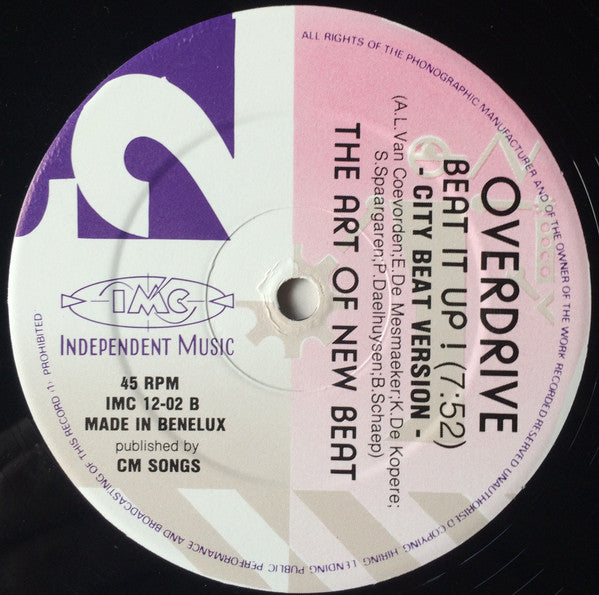 ALL RIGHTS OF THE PHONOGRAPHIC MANUFACTURER AND OF THE OWNER OF THE WORK RECORDED RESERVED UNAUTHORISED COPYING, HIRING, LENDING, PUBLIC PERFORMANCE AND BROADCASTING OF THIS RECORD PROHIBITED
12
OVERDRIVE
BEAT IT UP! (7:52)
- CITY BEAT VERSION -
(A.L.Van Coevorden;E.De Mesmaeker;K.De Kopere;
S.Spaargaren;P.Daelhuysen;B.Schaep)
THE ART OF NEW BEAT
IMC
INDEPENDENT MUSIC
45 RPM
IMC 12-02 B
MADE IN BENELUX
published by
CM SONGS